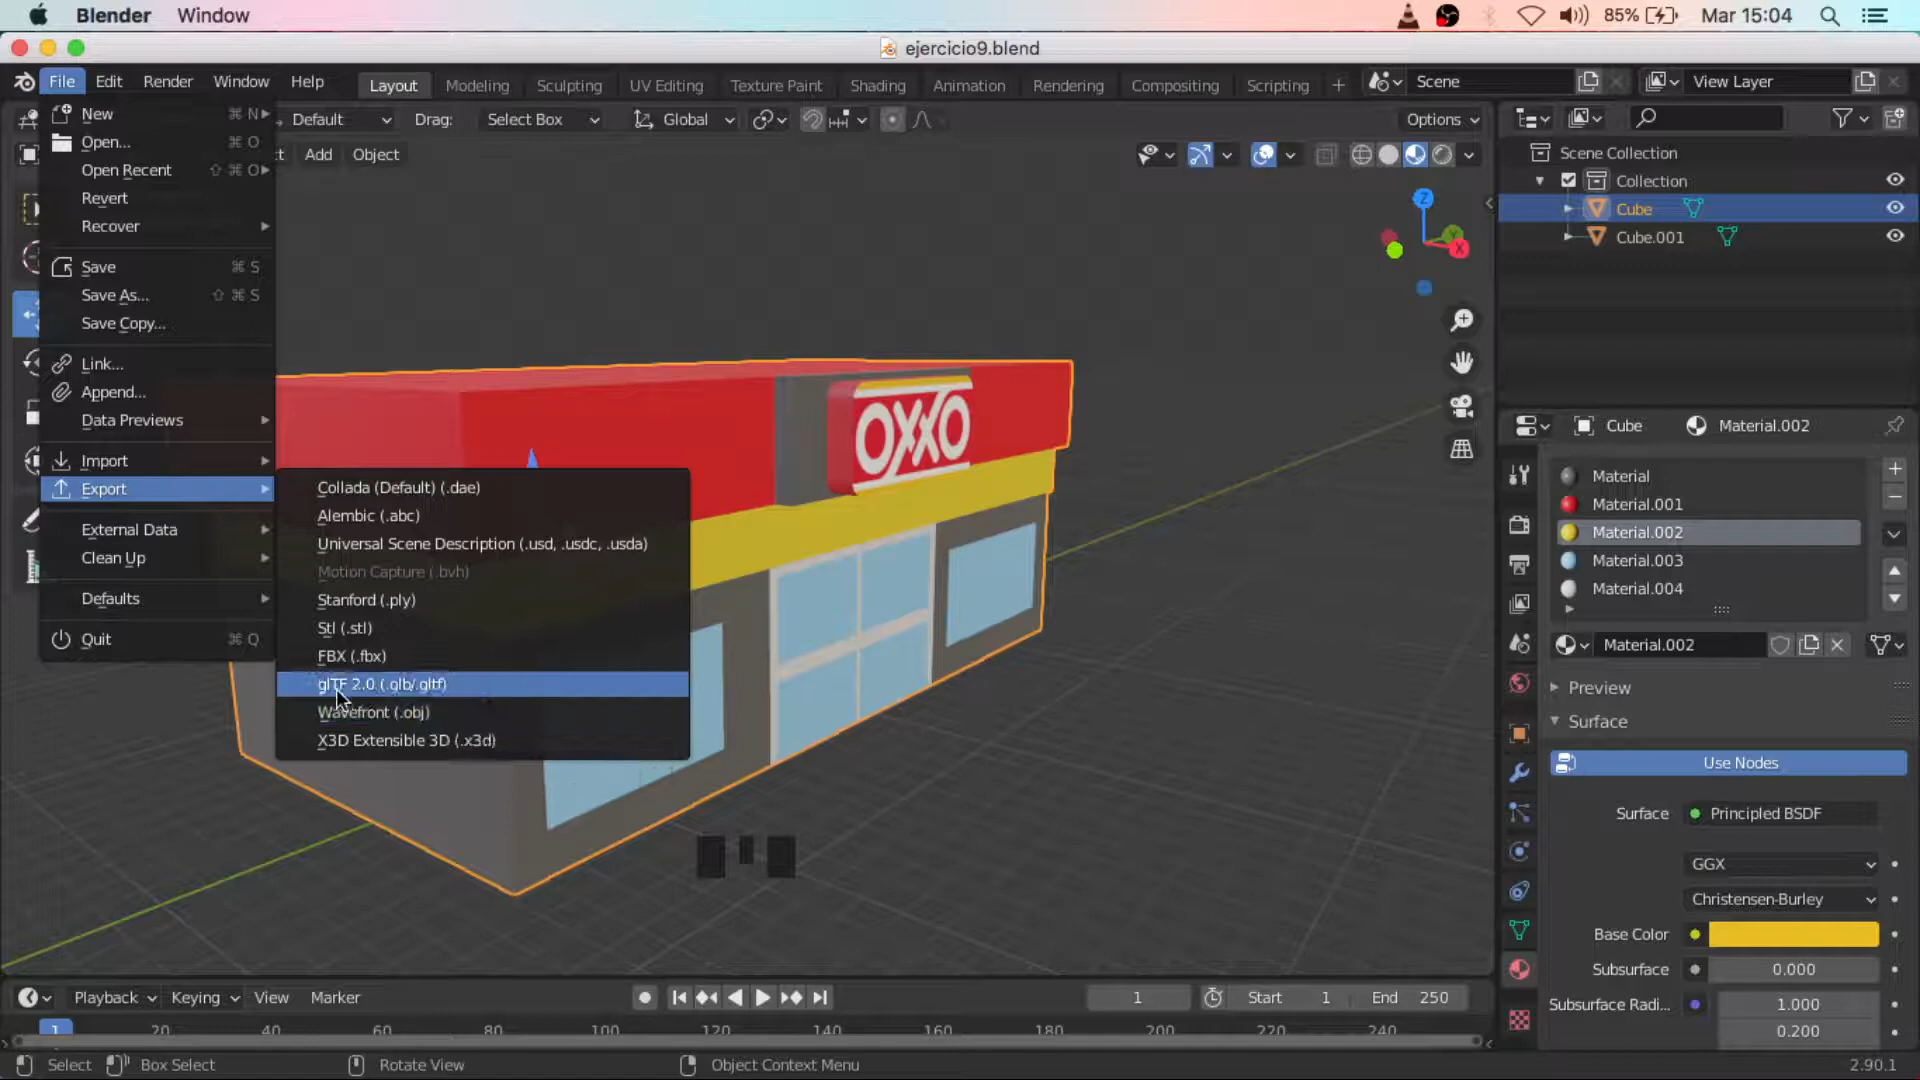 Blender Window
85% Mar 15:04
ejercicio9.blend
File Edit Render Window Help
Layout Modeling Sculpting UV Editing Texture Paint Shading Animation Rendering Compositing Scripting +
Scene
View Layer
Default Drag: Select Box Global Options
Add Object
New ⌘ N
Open... ⌘ O
Open Recent ⇧ ⌘ O
Revert
Recover
Save ⌘ S
Save As... ⇧ ⌘ S
Save Copy...
Link...
Append...
Data Previews
Import
Export
External Data
Clean Up
Defaults
Quit ⌘ Q
Collada (Default) (.dae)
Alembic (.abc)
Universal Scene Description (.usd, .usdc, .usda)
Motion Capture (.bvh)
Stanford (.ply)
Stl (.stl)
FBX (.fbx)
glTF 2.0 (.glb/.gltf)
Wavefront (.obj)
X3D Extensible 3D (.x3d)
OXXO
Z
Y
X
Scene Collection
Collection
Cube
Cube.001
Cube Material.002
Material
Material.001
Material.002
Material.003
Material.004
Material.002
Preview
Surface
Use Nodes
Surface Principled BSDF
GGX
Christensen-Burley
Base Color
Subsurface 0.000
Subsurface Radi... 1.000
0.200
Playback Keying View Marker
1 Start 1 End 250
1 20 40 60 80 100 120 140 160 180 200 220 240
Select Box Select Rotate View Object Context Menu 2.90.1